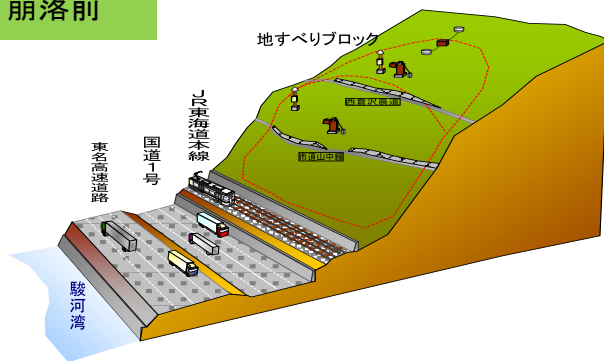 崩落前
地すべりブロック
西倉沢農道
市道山中線
JR東海道本線
国道1号
東名高速道路
駿河湾